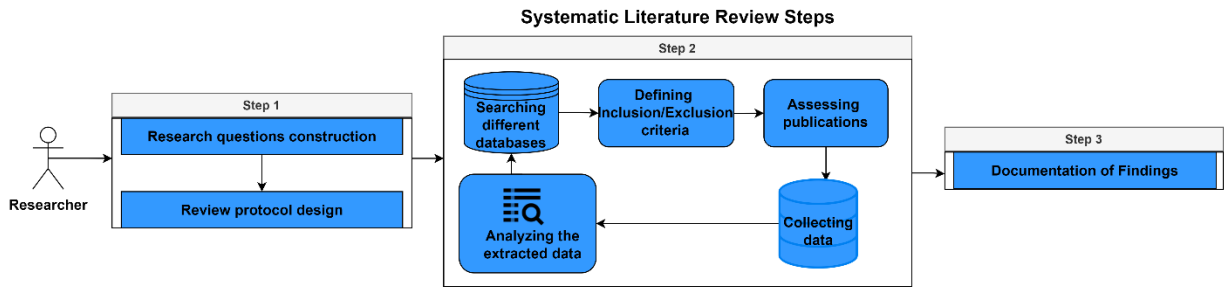 Systematic Literature Review Steps
Step 1
Research questions construction
Review protocol design
Researcher
Step 2
Searching
different
databases
Defining
Inclusion/Exclusion
criteria
Assessing
publications
Collecting
data
Analyzing the
extracted data
Step 3
Documentation of Findings